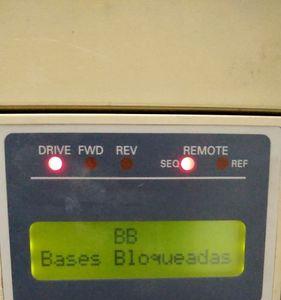 DRIVE FWD REV REMOTE
SEQ REF
BB
Bases Bloqueadas